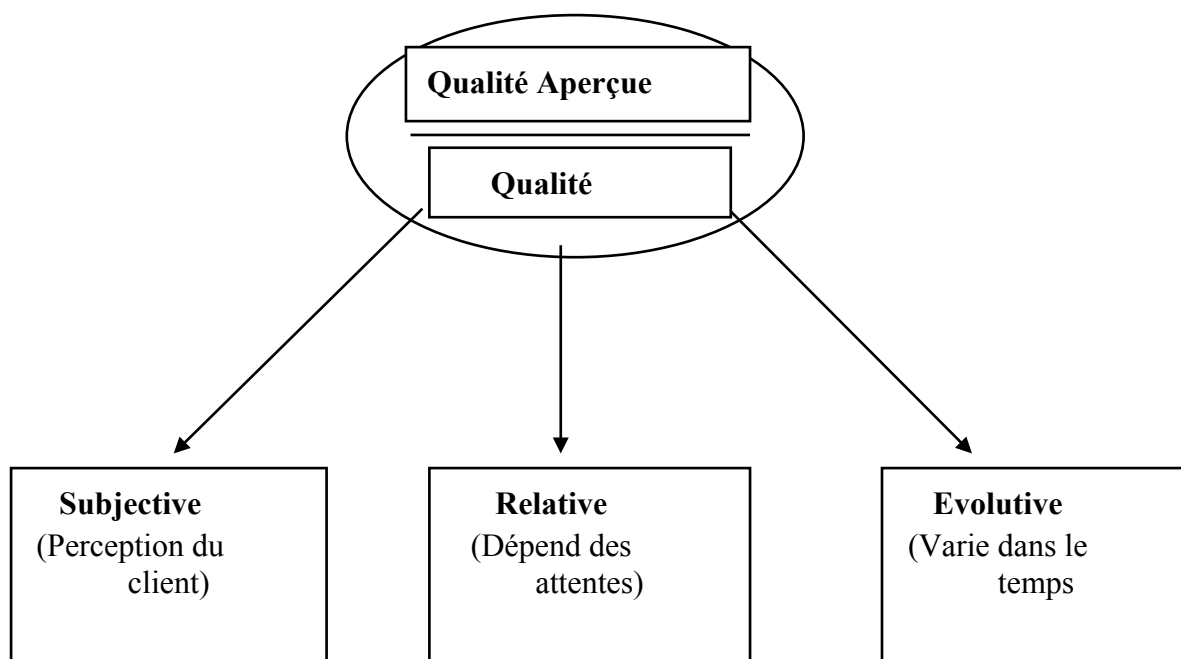 Qualité Aperçue
Qualité
Subjective
(Perception du
client)
Relative
(Dépend des
attentes)
Evolutive
(Varie dans le
temps